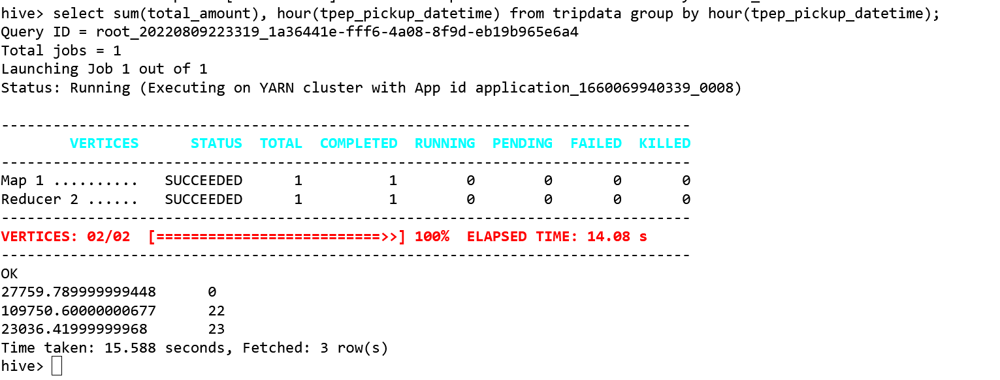 hive> select sum(total_amount), hour(tpep_pickup_datetime) from tripdata group by hour(tpep_pickup_datetime);
Query ID = root_20220809223319_1a36441e-fff6-4a08-8f9d-eb19b965e6a4
Total jobs = 1
Launching Job 1 out of 1
Status: Running (Executing on YARN cluster with App id application_1660069940339_0008)
--------------------------------------------------------------------------------
        VERTICES      STATUS  TOTAL  COMPLETED  RUNNING  PENDING  FAILED  KILLED
--------------------------------------------------------------------------------
Map 1 ..........   SUCCEEDED      1          1        0        0       0       0
Reducer 2 ......   SUCCEEDED      1          1        0        0       0       0
--------------------------------------------------------------------------------
VERTICES: 02/02  [==========================>>] 100%  ELAPSED TIME: 14.08 s
--------------------------------------------------------------------------------
OK
27759.789999999448      0
109750.60000000677      22
23036.41999999968       23
Time taken: 15.588 seconds, Fetched: 3 row(s)
hive>